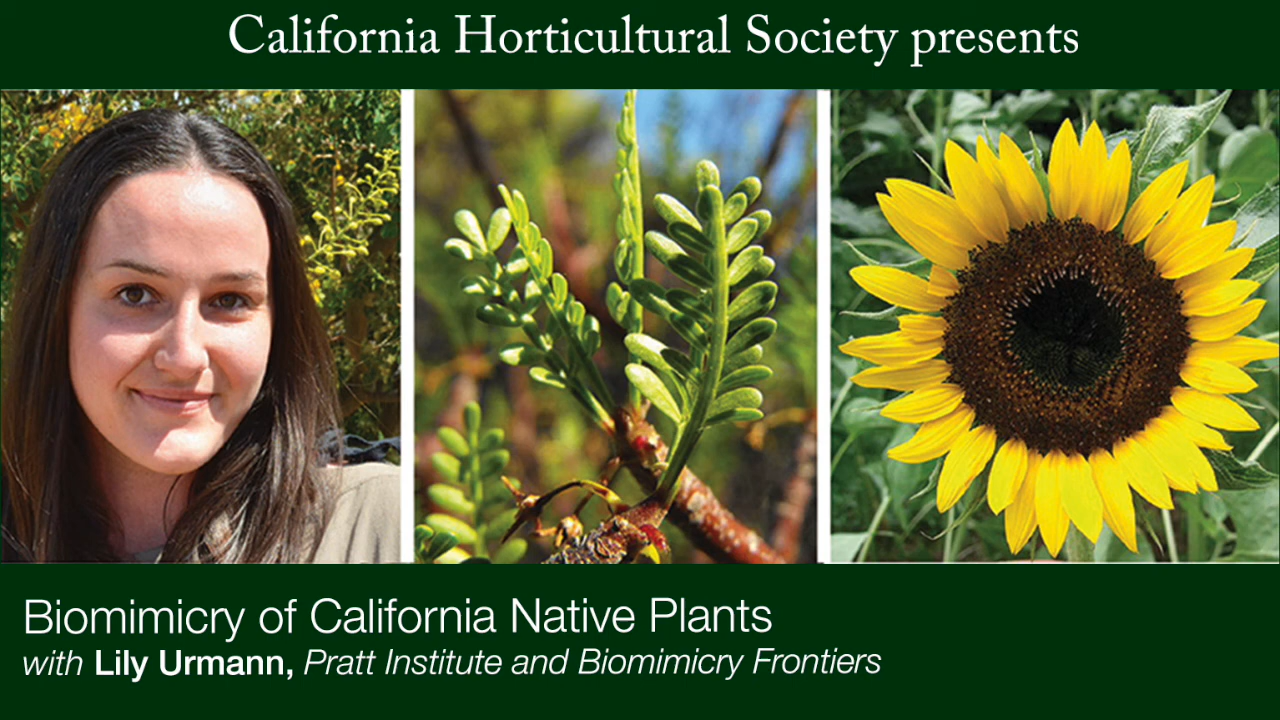 California Horticultural Society presents
Biomimicry of California Native Plants
with Lily Urmann, Pratt Institute and Biomimicry Frontiers